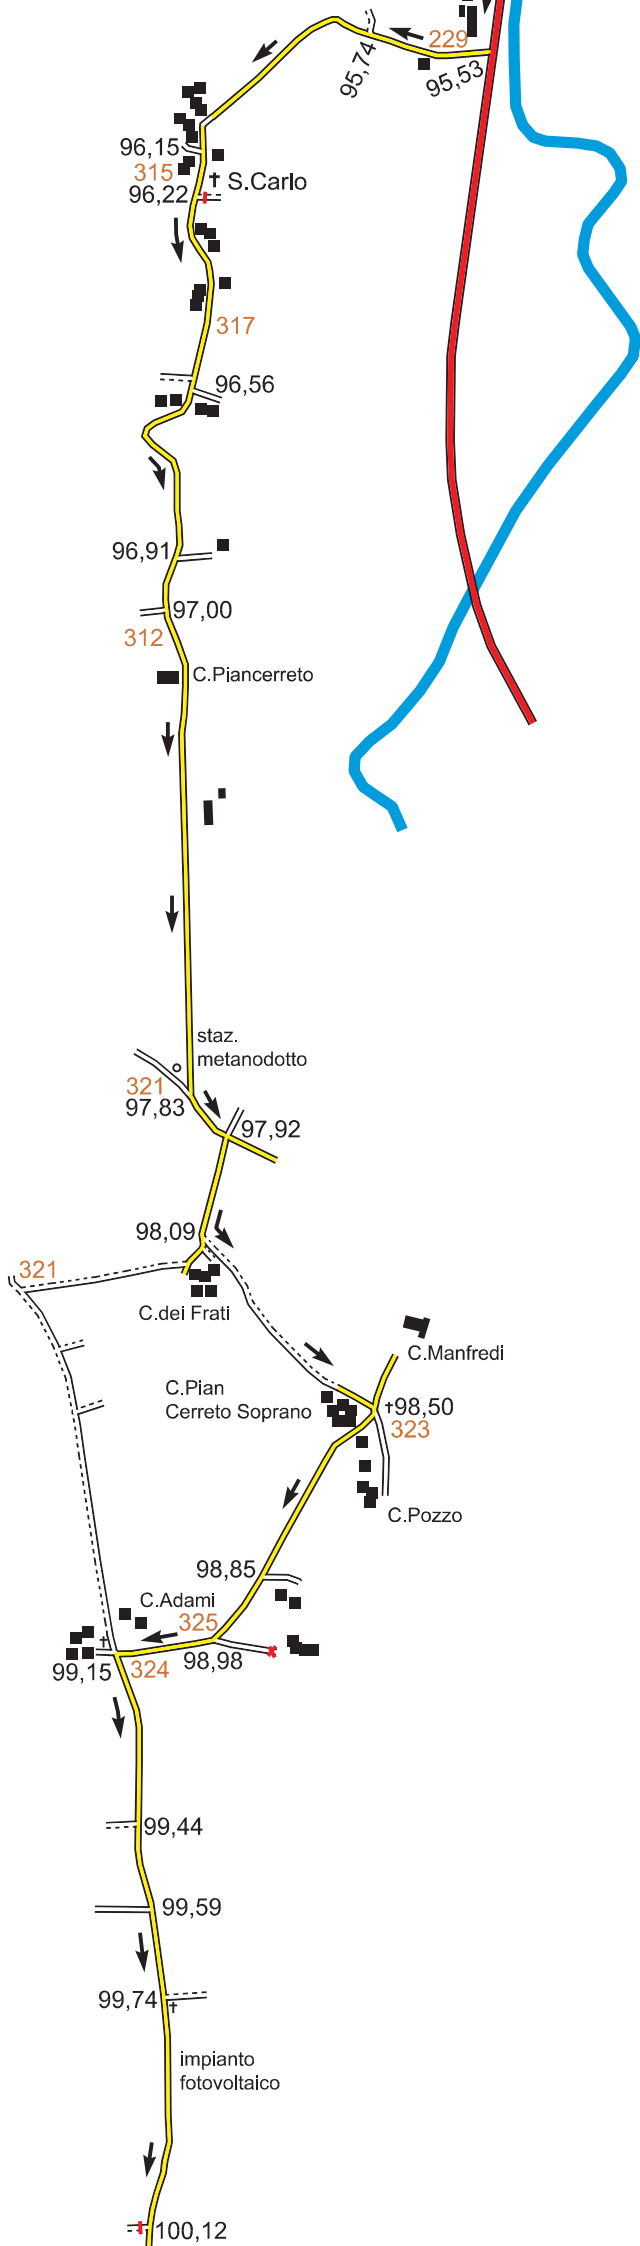 229
95,74
95,53
96,15
315
S.Carlo
96,22
317
96,56
96,91
97,00
312
C.Piancerreto
staz.
metanodotto
321
97,83
97,92
98,09
321
C.dei Frati
C.Manfredi
C.Pian
Cerreto Soprano
98,50
323
C.Pozzo
98,85
C.Adami
325
98,98
99,15
324
99,44
99,59
99,74
impianto
fotovoltaico
100,12